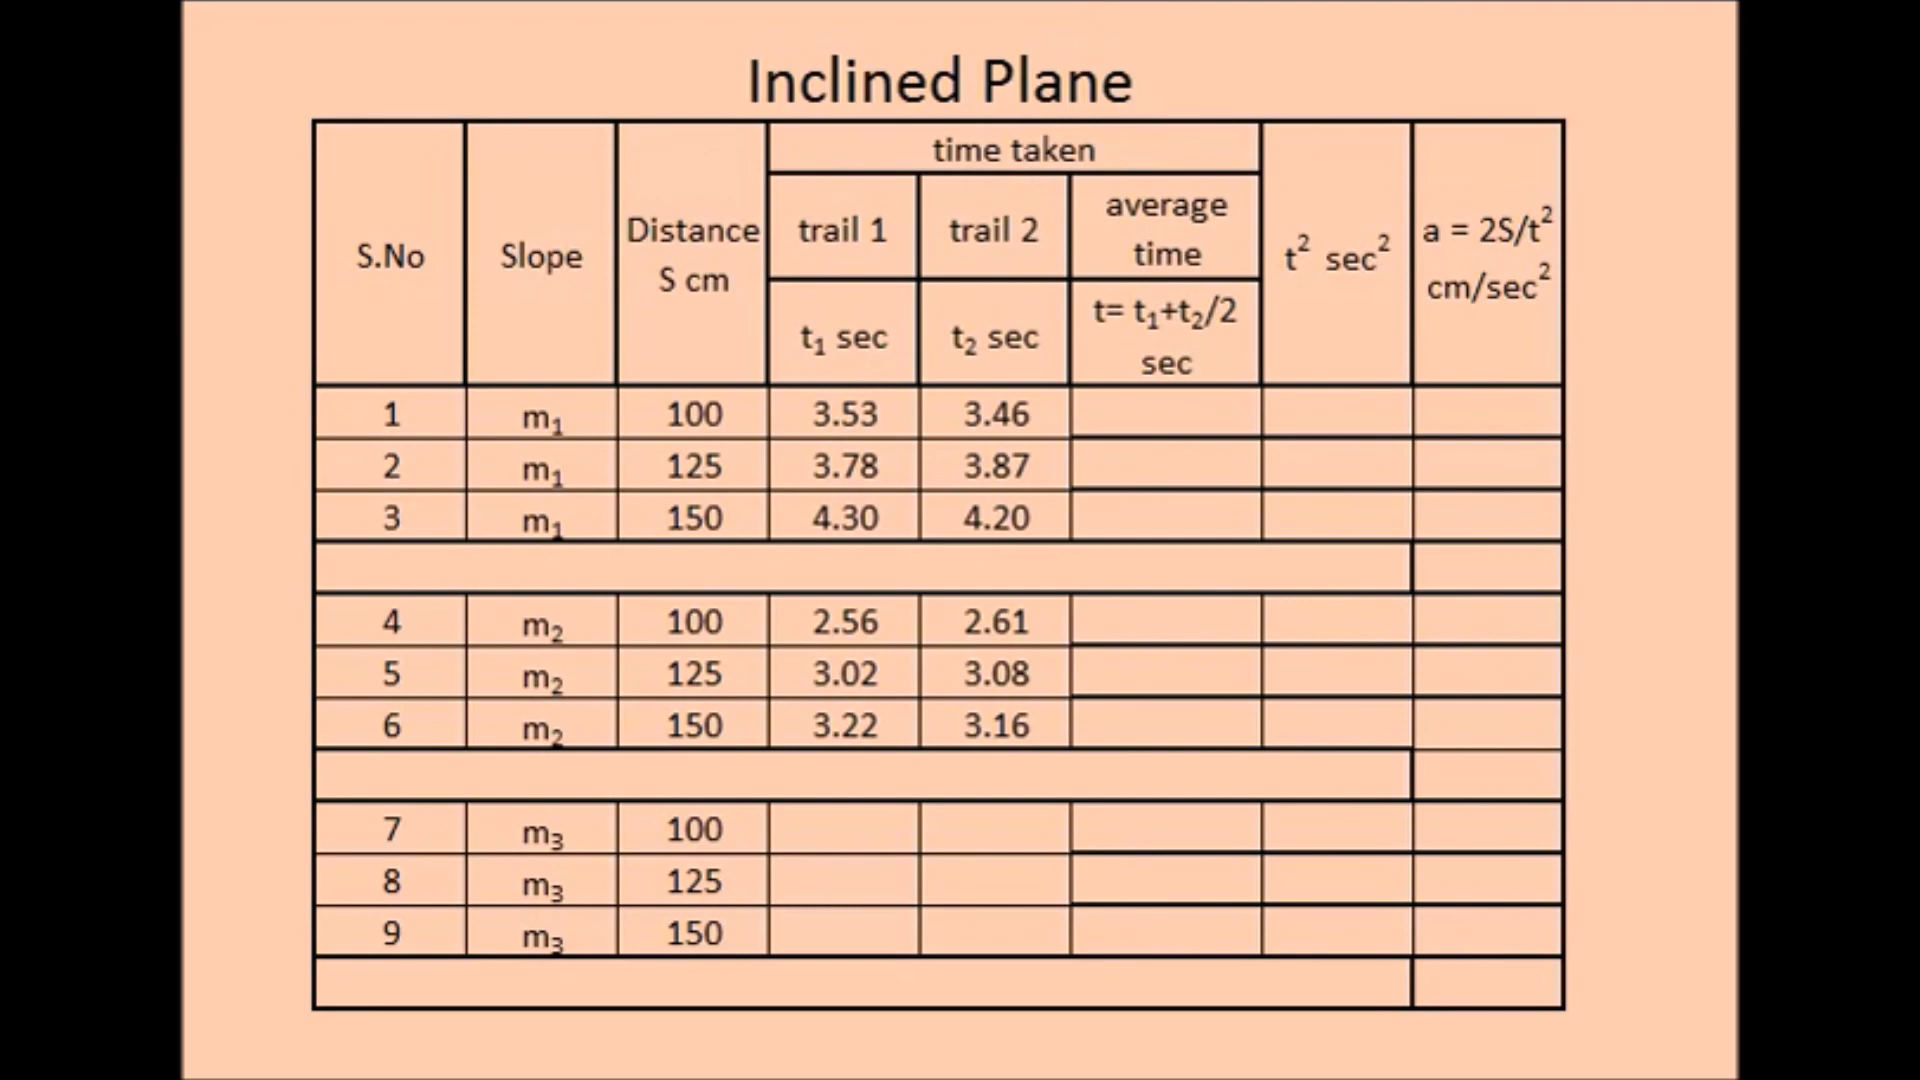 Inclined Plane
S.No
Slope
Distance
S cm
time taken
trail 1
trail 2
average
time
t₁ sec
t₂ sec
t= t₁+t₂/2
sec
t² sec²
a = 2S/t²
cm/sec²
1 m₁ 100 3.53 3.46
2 m₁ 125 3.78 3.87
3 m₁ 150 4.30 4.20
4 m₂ 100 2.56 2.61
5 m₂ 125 3.02 3.08
6 m₂ 150 3.22 3.16
7 m₃ 100
8 m₃ 125
9 m₃ 150